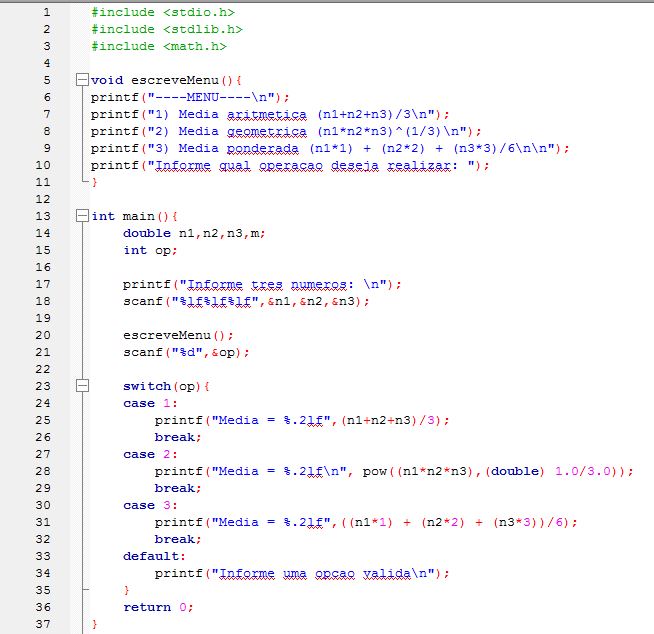 1 #include <stdio.h>
2 #include <stdlib.h>
3 #include <math.h>
4
5 void escreveMenu(){
6 printf("----MENU----\n");
7 printf("1) Media aritmetica (n1+n2+n3)/3\n");
8 printf("2) Media geometrica (n1*n2*n3)^(1/3)\n");
9 printf("3) Media ponderada (n1*1) + (n2*2) + (n3*3)/6\n\n");
10 printf("Informe qual operacao deseja realizar: ");
11 }
12
13 int main(){
14 double n1,n2,n3,m;
15 int op;
16
17 printf("Informe tres numeros: \n");
18 scanf("%lf%lf%lf",&n1,&n2,&n3);
19
20 escreveMenu();
21 scanf("%d",&op);
22
23 switch(op){
24 case 1:
25 printf("Media = %.2lf",(n1+n2+n3)/3);
26 break;
27 case 2:
28 printf("Media = %.2lf\n", pow((n1*n2*n3),(double) 1.0/3.0));
29 break;
30 case 3:
31 printf("Media = %.2lf",((n1*1) + (n2*2) + (n3*3))/6);
32 break;
33 default:
34 printf("Informe uma opcao valida\n");
35 }
36 return 0;
37 }